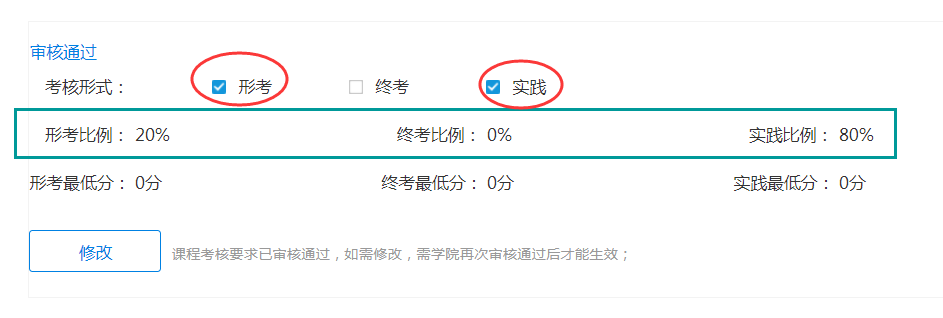 审核通过
考核形式： 形考 终考 实践
形考比例： 20% 终考比例： 0% 实践比例： 80%
形考最低分： 0分 终考最低分： 0分 实践最低分： 0分
修改 课程考核要求已审核通过，如需修改，需学院再次审核通过后才能生效；